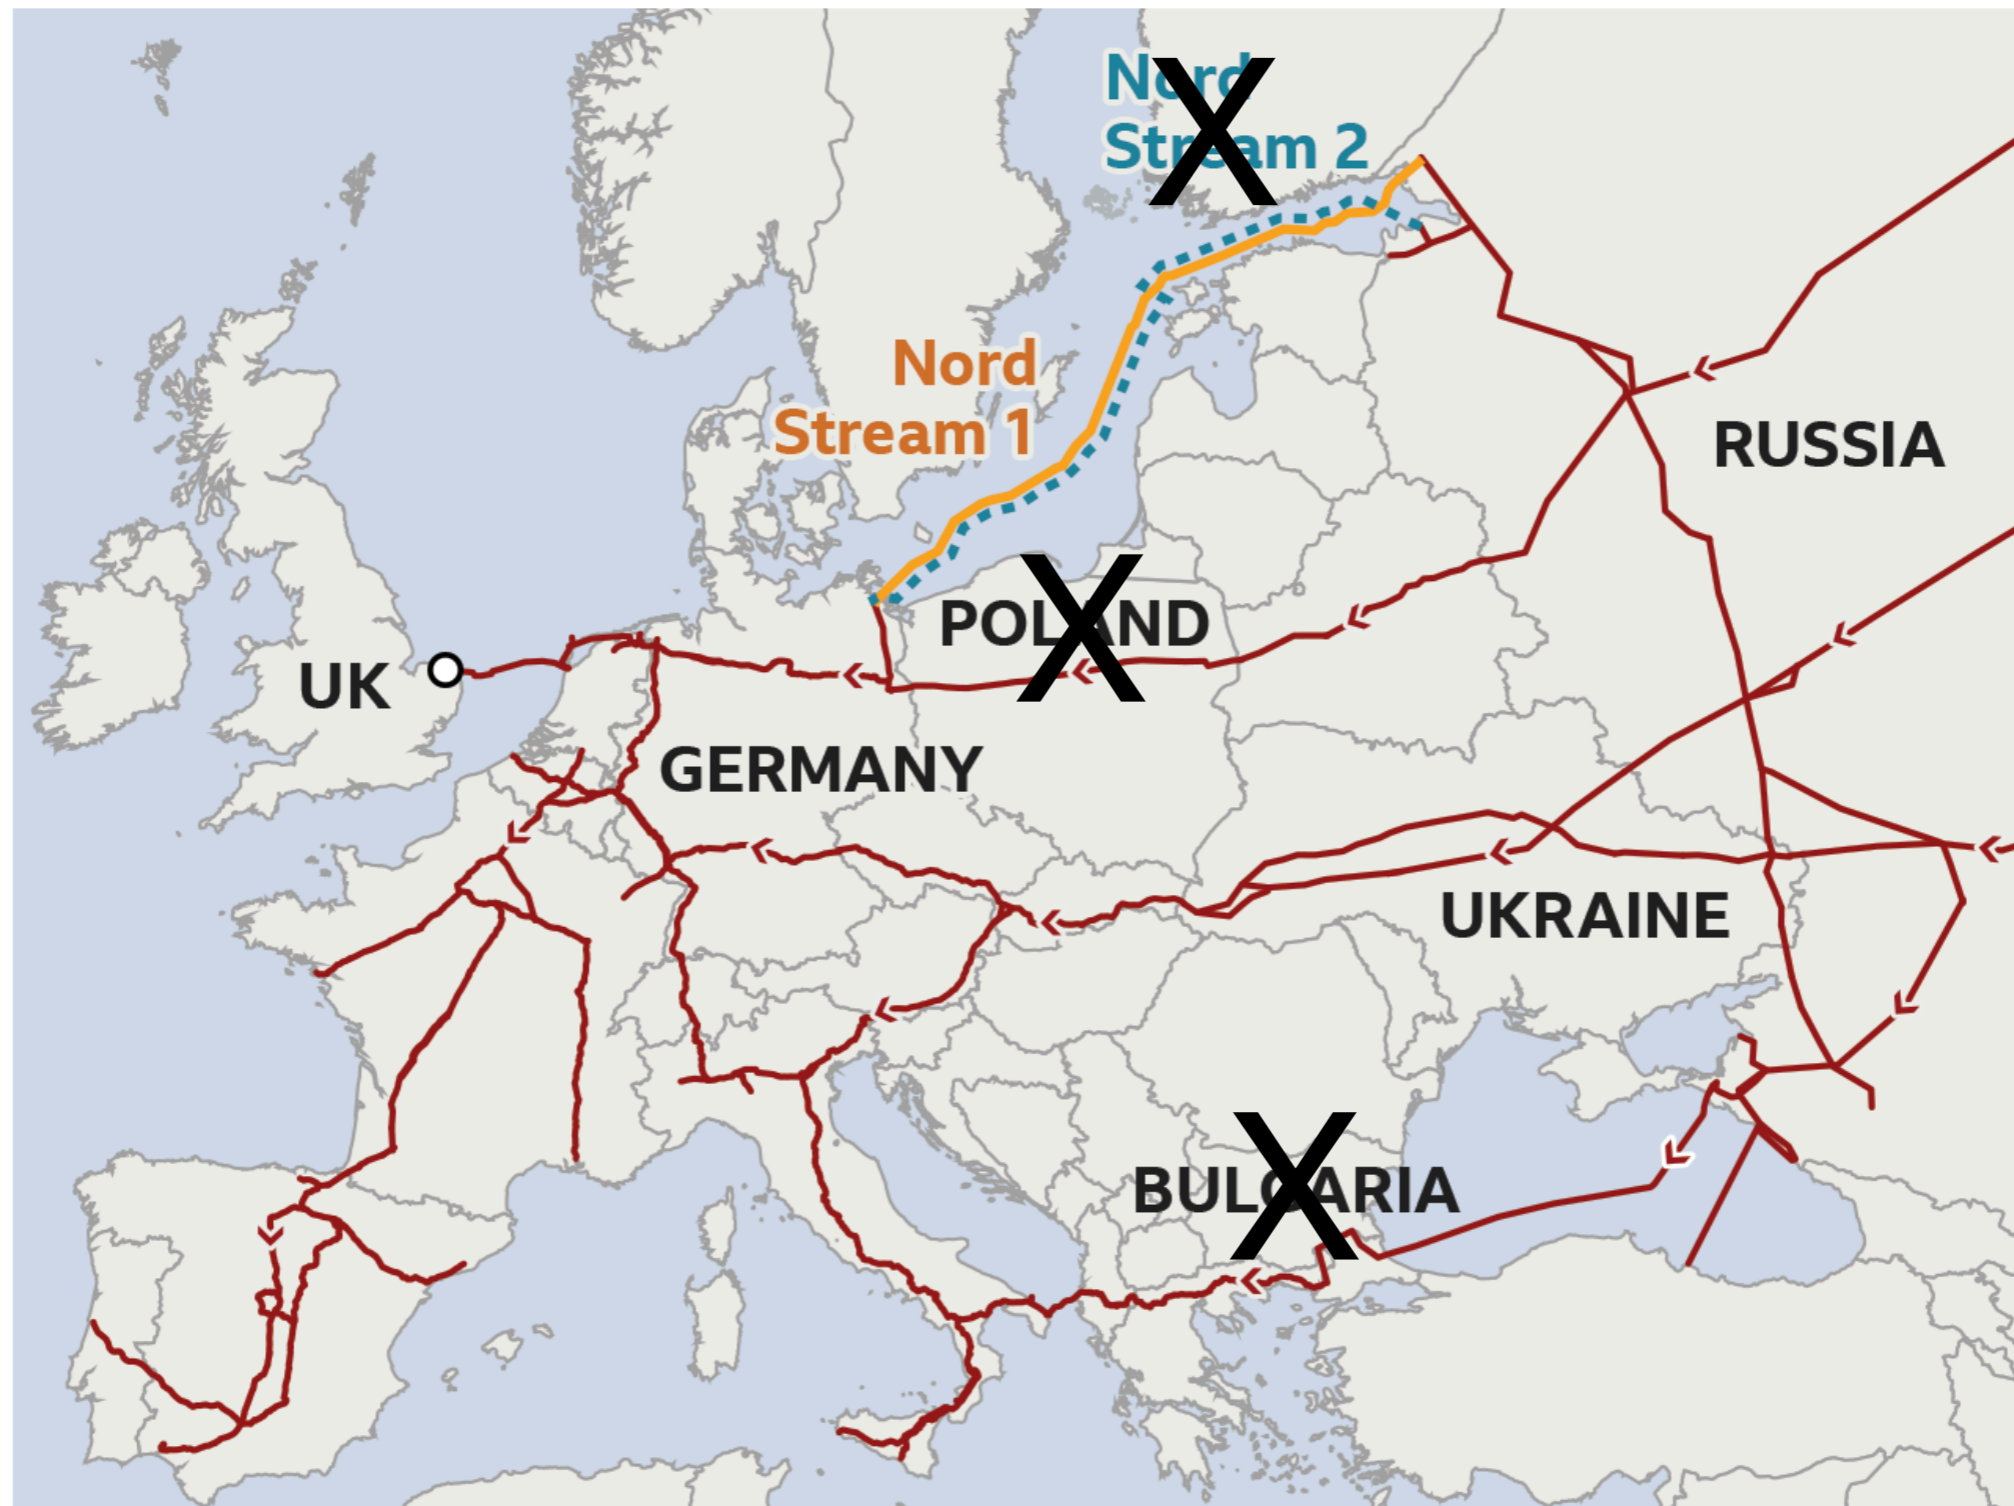 Nord
Stream 2
Nord
Stream 1
RUSSIA
POLAND
UK
GERMANY
UKRAINE
BULGARIA